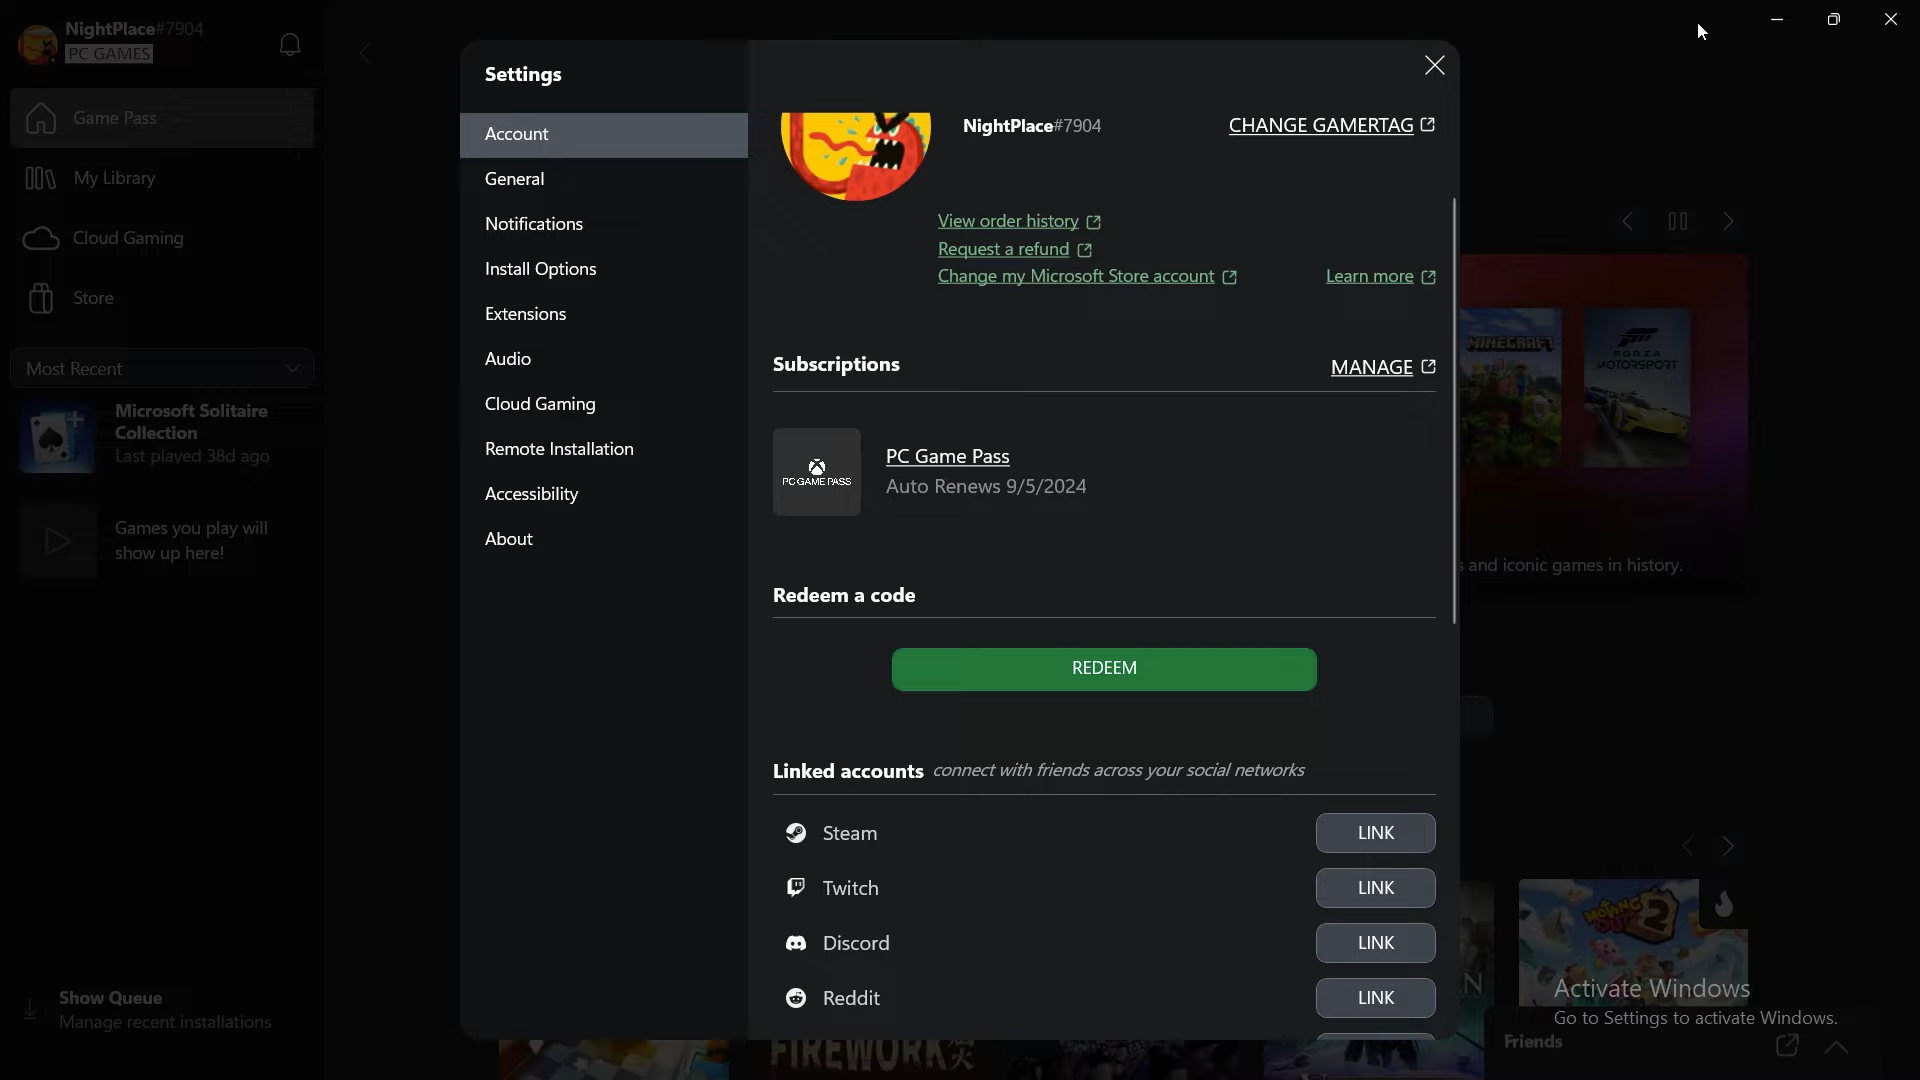 NightPlace#7904
PC GAMES
Game Pass
My Library
Cloud Gaming
Store
Most Recent
Microsoft Solitaire
Collection
Last played 38d ago
Games you play will
show up here!
Show Queue
Manage recent installations
Settings
Account
General
Notifications
Install Options
Extensions
Audio
Cloud Gaming
Remote Installation
Accessibility
About
NightPlace#7904
CHANGE GAMERTAG
View order history
Request a refund
Change my Microsoft Store account
Learn more
Subscriptions
MANAGE
PC GAME PASS
PC Game Pass
Auto Renews 9/5/2024
Redeem a code
REDEEM
Linked accounts connect with friends across your social networks
Steam
LINK
Twitch
LINK
Discord
LINK
Reddit
LINK
MINECRAFT
FORZA
MOTORSPORT
and iconic games in history.
MOVING
OUT 2
Activate Windows
Go to Settings to activate Windows.
Friends
FIREWORK